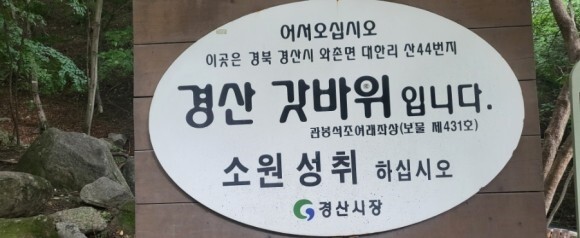 어서오십시오
이곳은 경북 경산시 와촌면 대한리 산44번지
경산 갓바위 입니다.
관봉석조여래좌상(보물 제431호)
소원 성취 하십시오
경산시장